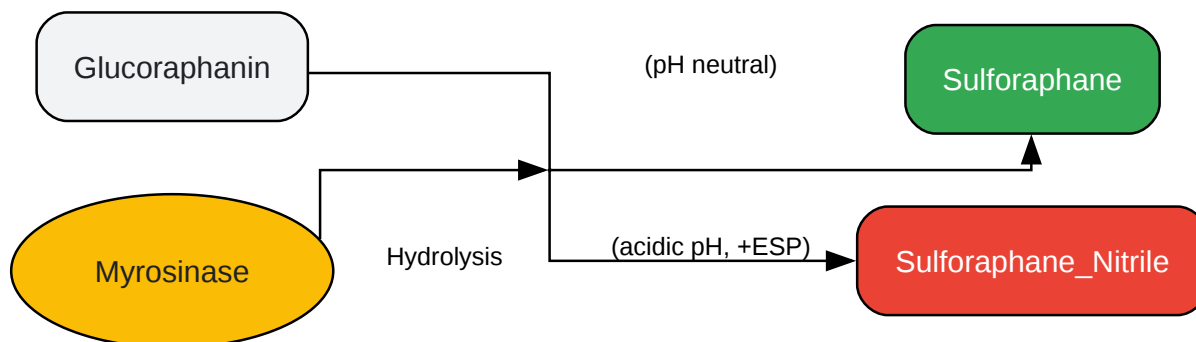 Glucoraphanin
(pH neutral)
Sulforaphane
Myrosinase
Hydrolysis
(acidic pH, +ESP)
Sulforaphane_Nitrile